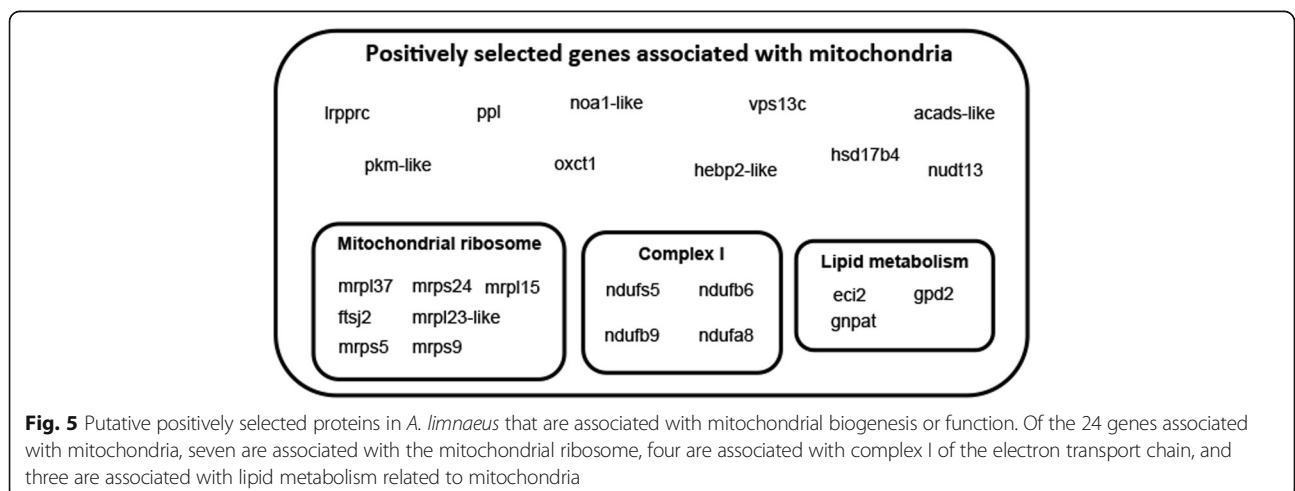 Positively selected genes associated with mitochondria
lrpprc ppl noa1-like vps13c acads-like
pkm-like oxct1 hebp2-like hsd17b4 nudt13
Mitochondrial ribosome
mrpl37 mrps24 mrpl15
ftsj2 mrpl23-like
mrps5 mrps9
Complex I
ndufs5 ndufb6
ndufb9 ndufa8
Lipid metabolism
eci2 gpd2
gnpat
Fig. 5 Putative positively selected proteins in A. limnaeus that are associated with mitochondrial biogenesis or function. Of the 24 genes associated
with mitochondria, seven are associated with the mitochondrial ribosome, four are associated with complex I of the electron transport chain, and
three are associated with lipid metabolism related to mitochondria